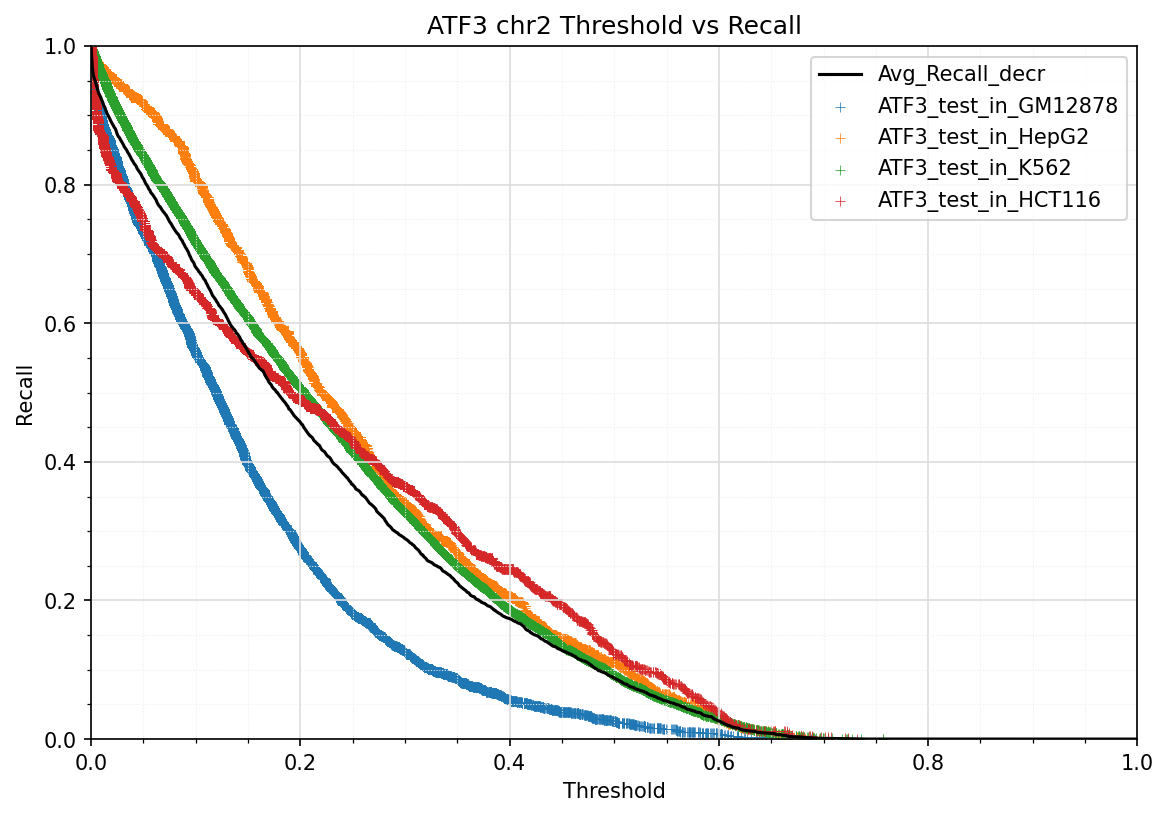 ATF3 chr2 Threshold vs Recall
1.0
0.8
0.6
0.4
0.2
0.0
Recall
Avg_Recall_decr
ATF3_test_in_GM12878
ATF3_test_in_HepG2
ATF3_test_in_K562
ATF3_test_in_HCT116
0.0 0.2 0.4 0.6 0.8 1.0
Threshold